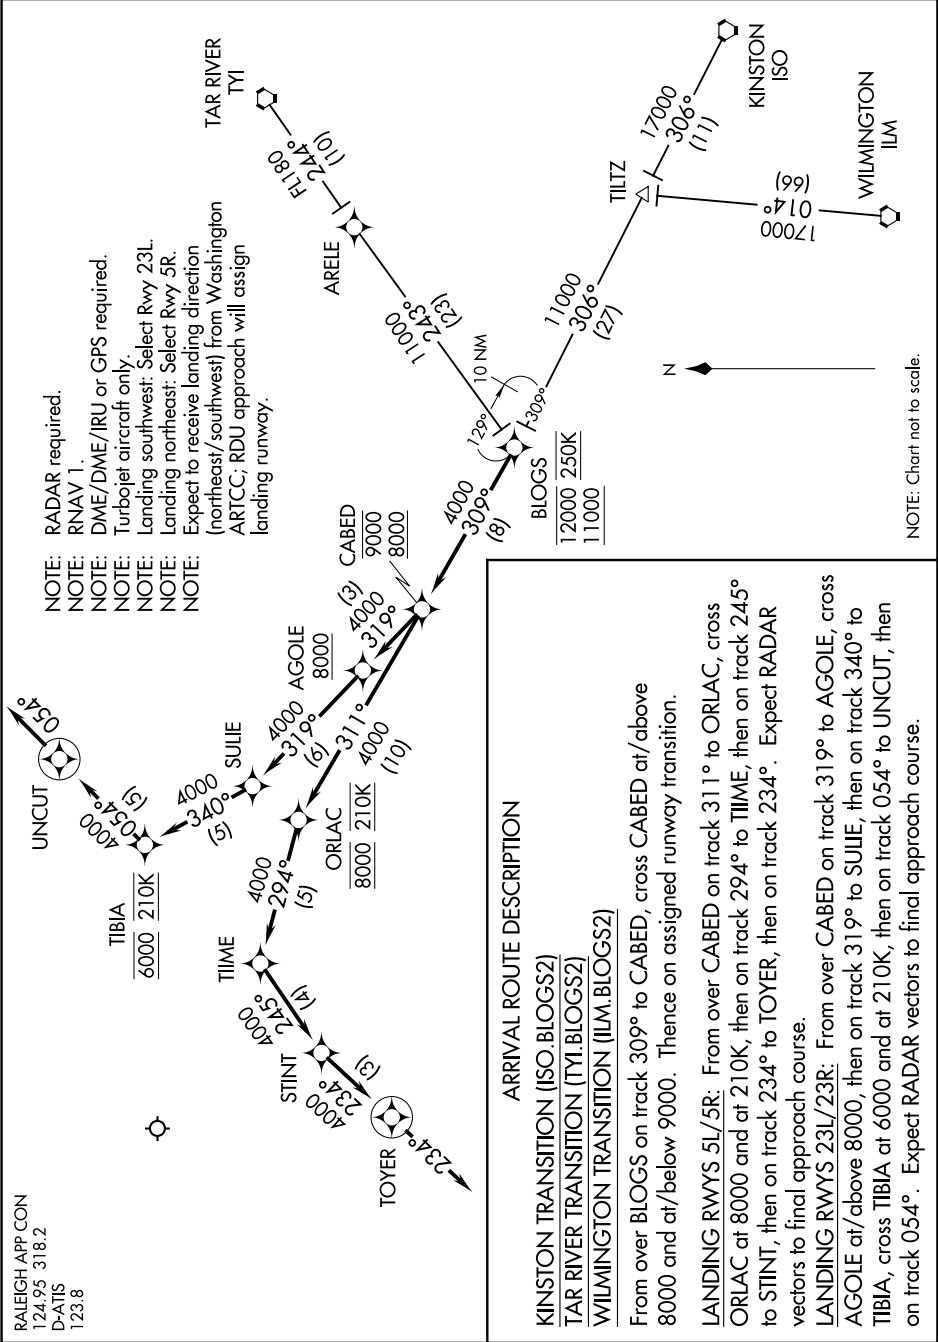 RALEIGH APP CON
124.95 318.2
D-ATIS
123.8
NOTE: RADAR required.
NOTE: RNAV 1.
NOTE: DME/DME/IRU or GPS required.
NOTE: Turbojet aircraft only.
NOTE: Landing southwest: Select Rwy 23L.
NOTE: Landing northeast: Select Rwy 5R.
NOTE: Expect to receive landing direction
(northeast/southwest) from Washington
ARTCC; RDU approach will assign
landing runway.
TAR RIVER
TYI
FL180
244°
(10)
ARELE
11000
243°
(23)
KINSTON
ISO
17000
306°
(11)
TILTZ
WILMINGTON
ILM
17000
014°
(66)
11000
306°
(27)
10 NM
129°
309°
BLOGS
12000 250K
11000
4000
309°
(8)
CABED
9000
8000
(3)
4000
319°
AGOLE
8000
4000
319°
(6)
SULIE
4000
340°
(5)
TIBIA
6000 210K
4000
054°
(5)
UNCUT
054°
311°
4000
(10)
ORLAC
8000 210K
4000
294°
(5)
TIIME
4000
245°
(4)
STINT
4000
234°
(3)
TOYER
234°
N
NOTE: Chart not to scale.
ARRIVAL ROUTE DESCRIPTION
KINSTON TRANSITION (ISO.BLOGS2)
TAR RIVER TRANSITION (TYI.BLOGS2)
WILMINGTON TRANSITION (ILM.BLOGS2)
From over BLOGS on track 309° to CABED, cross CABED at/above
8000 and at/below 9000. Thence on assigned runway transition.
LANDING RWYS 5L/5R: From over CABED on track 311° to ORLAC, cross
ORLAC at 8000 and at 210K, then on track 294° to TIIME, then on track 245°
to STINT, then on track 234° to TOYER, then on track 234°. Expect RADAR
vectors to final approach course.
LANDING RWYS 23L/23R: From over CABED on track 319° to AGOLE, cross
AGOLE at/above 8000, then on track 319° to SULIE, then on track 340° to
TIBIA, cross TIBIA at 6000 and at 210K, then on track 054° to UNCUT, then
on track 054°. Expect RADAR vectors to final approach course.